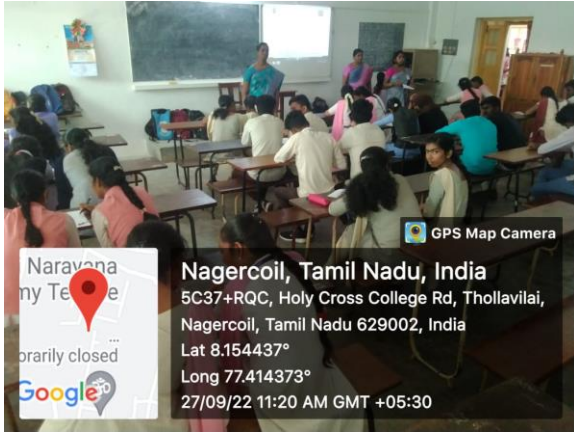 GPS Map Camera
Narayana
my Te
e
orarily closed
Google
Nagercoil, Tamil Nadu, India
5C37+RQC, Holy Cross College Rd, Thollavilai,
Nagercoil, Tamil Nadu 629002, India
Lat 8.154437°
Long 77.414373°
27/09/22 11:20 AM GMT +05:30